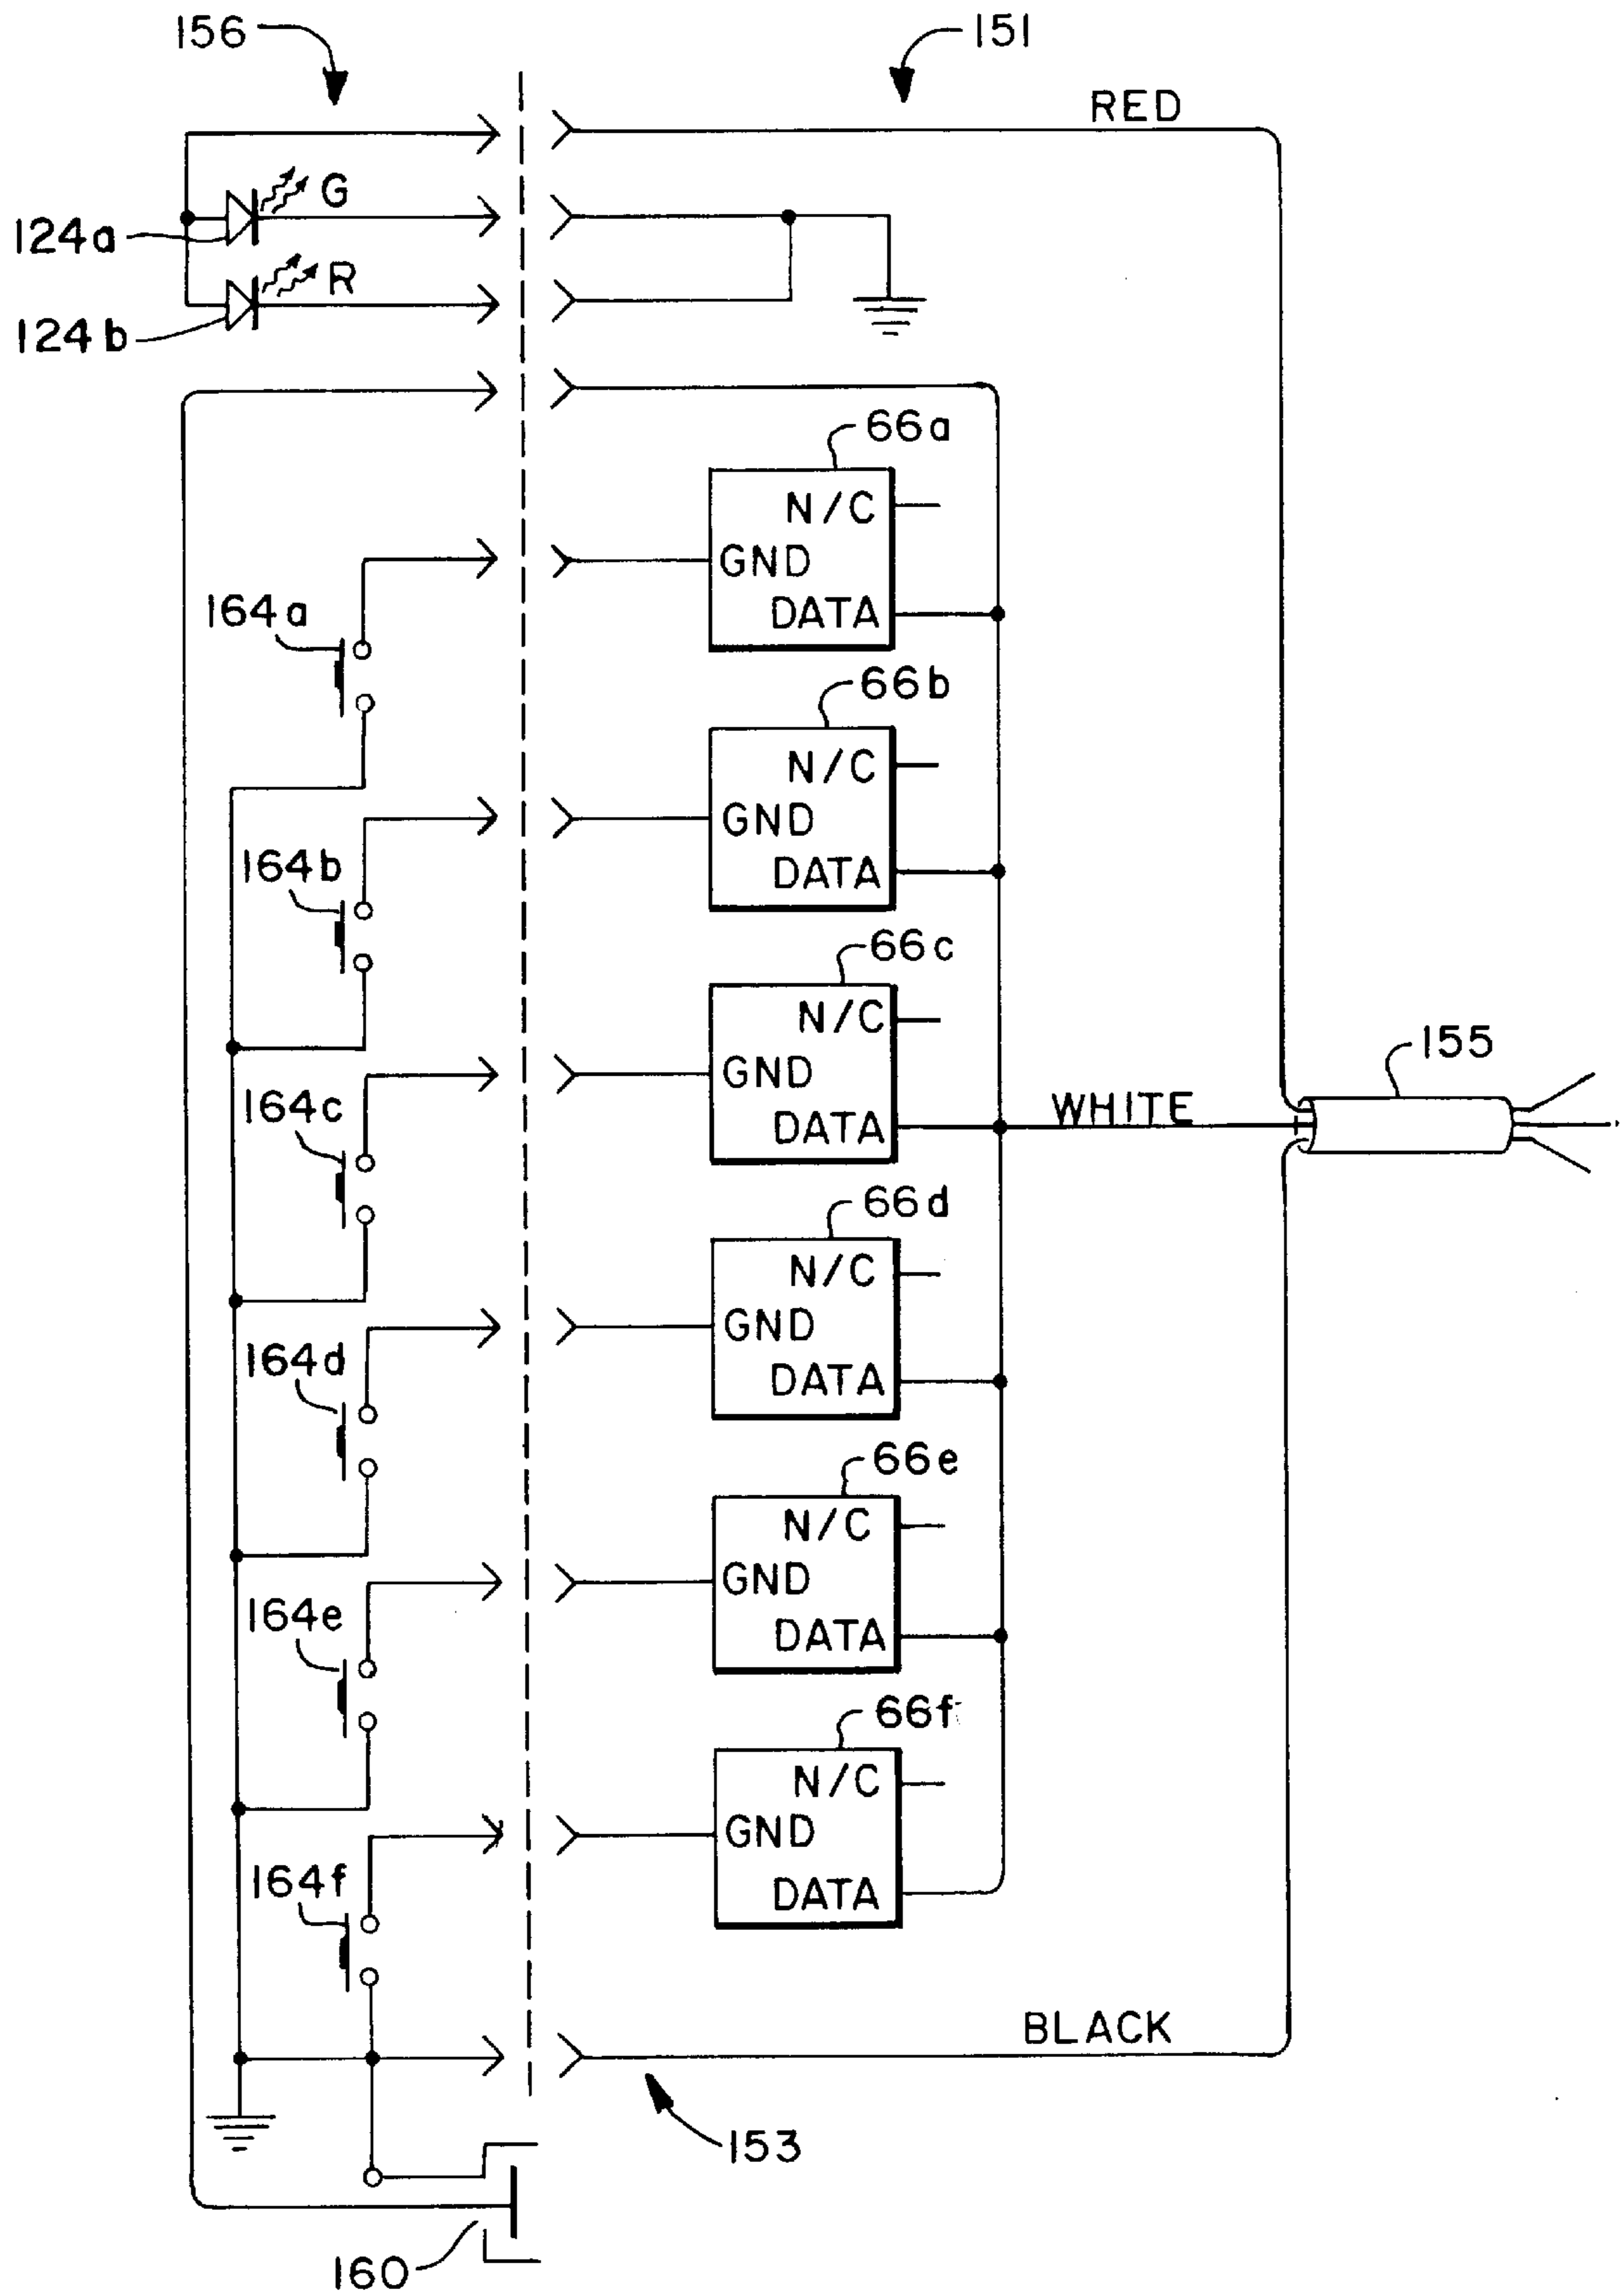 156
151
RED
G
124a
R
124b
66a
N/C
GND
DATA
164a
66b
N/C
GND
DATA
164b
66c
N/C
GND
DATA
164c
WHITE
155
66d
N/C
GND
DATA
164d
66e
N/C
GND
DATA
164e
66f
N/C
GND
DATA
164f
BLACK
153
160